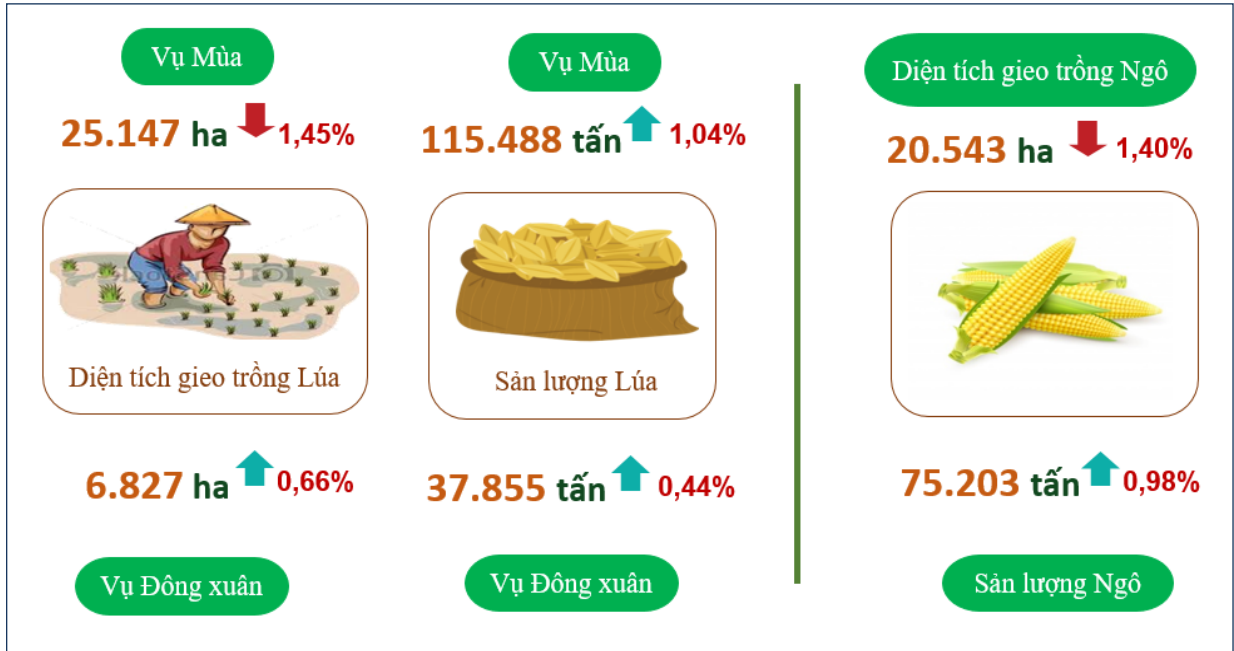 Vụ Mùa
25.147 ha 1,45%
Diện tích gieo trồng Lúa
6.827 ha 0,66%
Vụ Đông xuân
Vụ Mùa
115.488 tấn 1,04%
Sản lượng Lúa
37.855 tấn 0,44%
Vụ Đông xuân
Diện tích gieo trồng Ngô
20.543 ha 1,40%
75.203 tấn 0,98%
Sản lượng Ngô